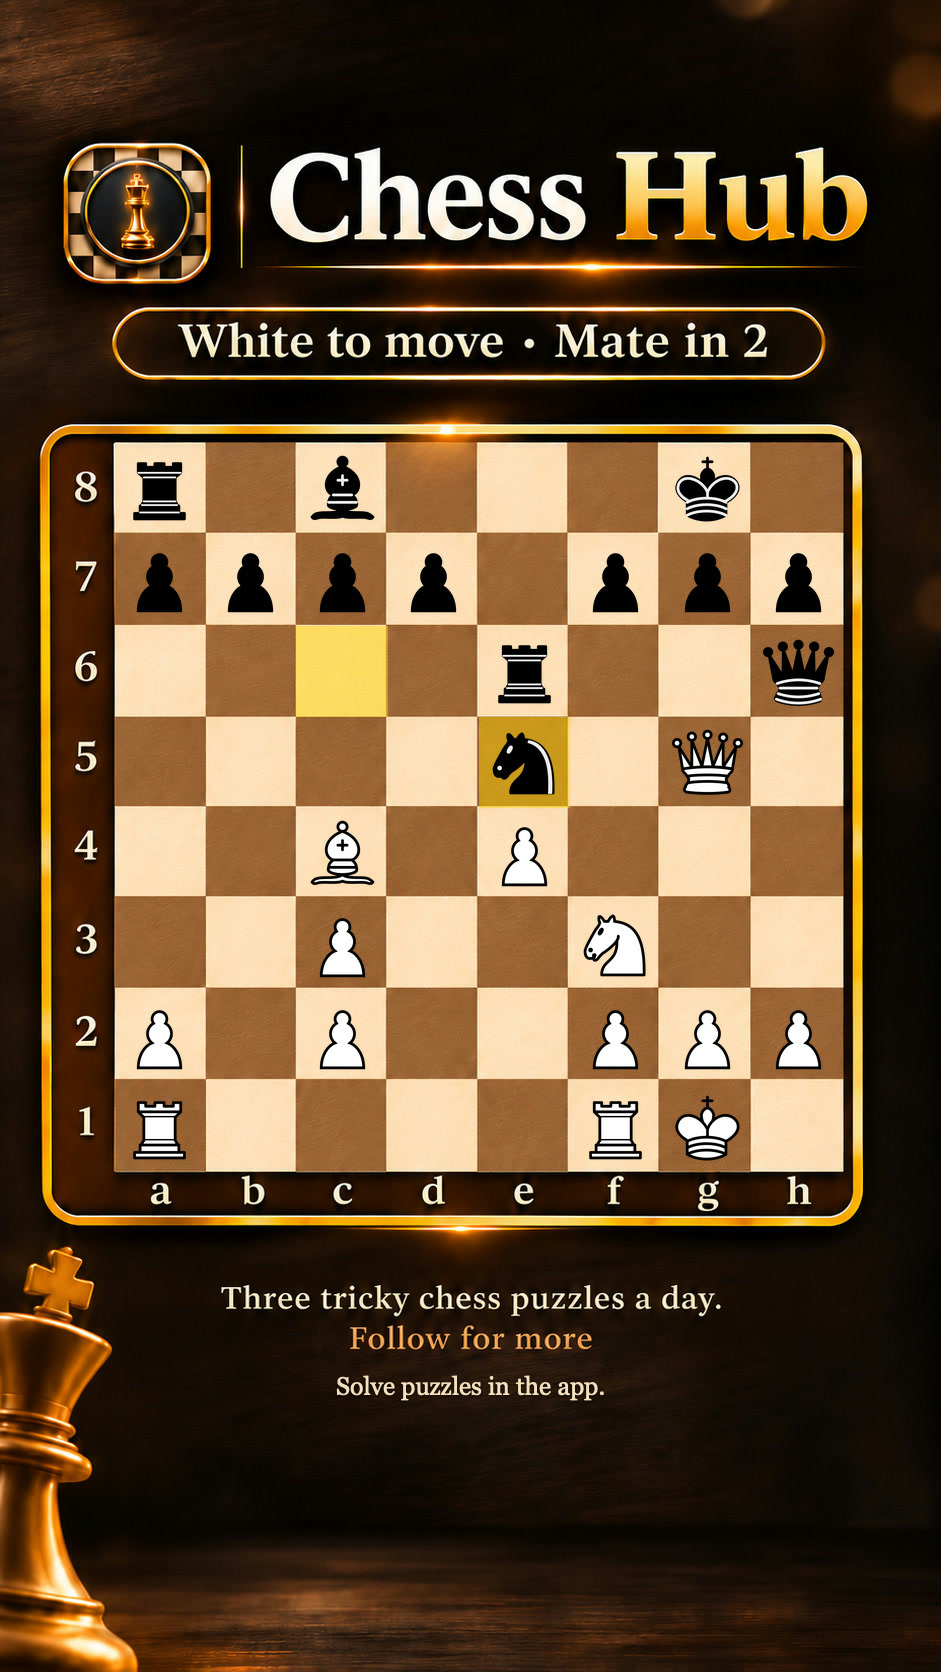 Chess Hub
White to move • Mate in 2
8
7
6
5
4
3
2
1
a b c d e f g h
Three tricky chess puzzles a day.
Follow for more
Solve puzzles in the app.